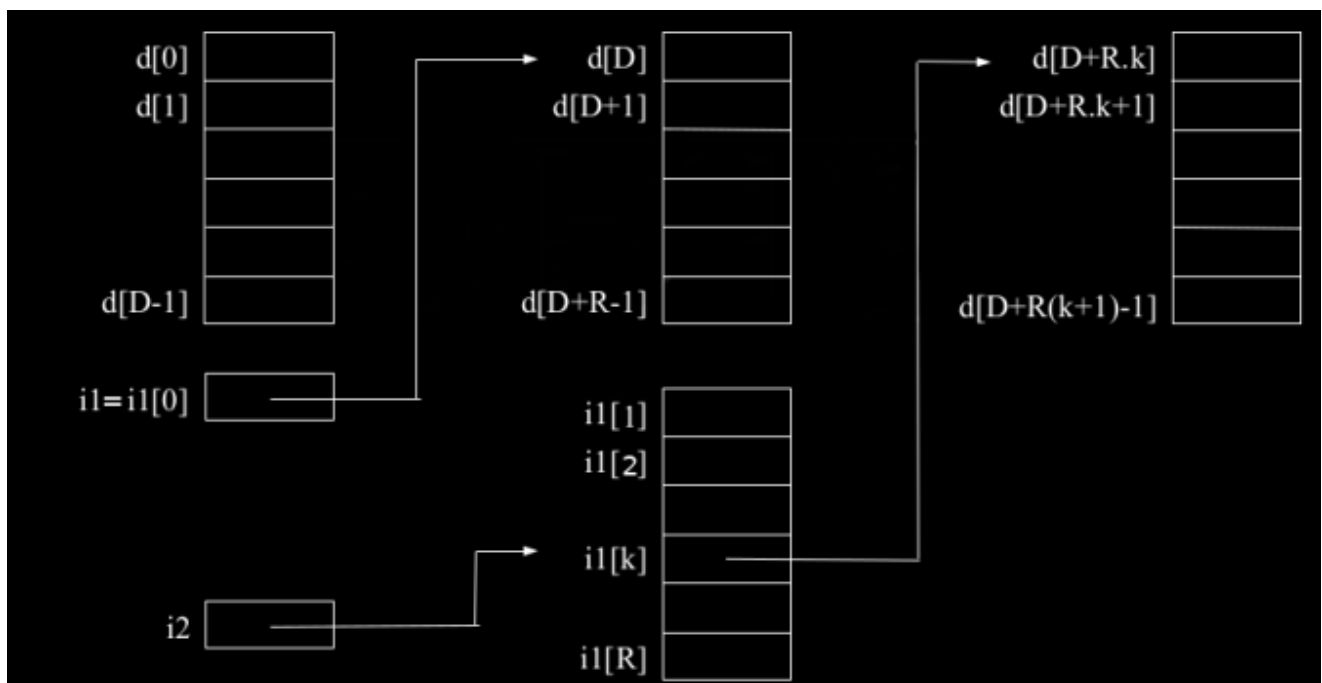 d[0]
d[1]
d[D-1]
i1=i1[0]
i2
d[D]
d[D+1]
d[D+R-1]
i1[1]
i1[2]
i1[k]
i1[R]
d[D+R.k]
d[D+R.k+1]
d[D+R(k+1)-1]